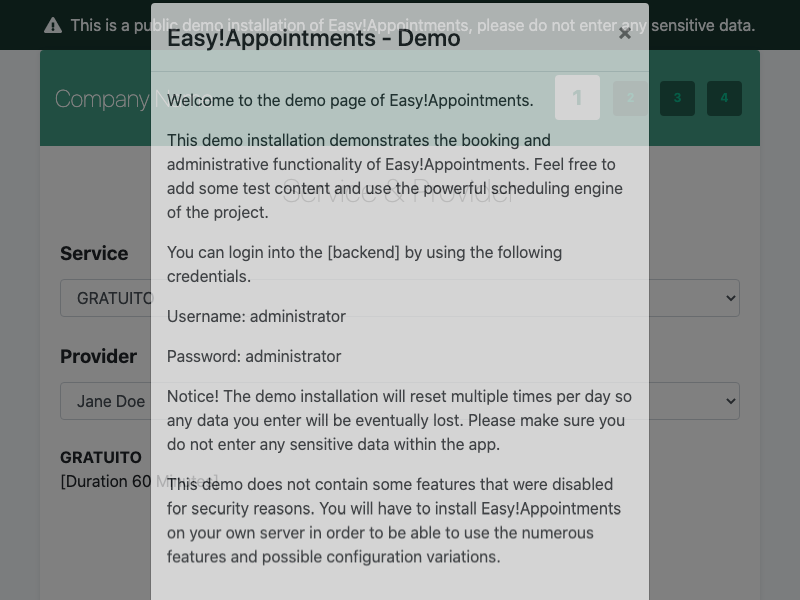 This is a public demo installation of Easy!Appointments, please do not enter any sensitive data.
Easy!Appointments - Demo
×
Company Name
1
2
3
4
Welcome to the demo page of Easy!Appointments.
This demo installation demonstrates the booking and
administrative functionality of Easy!Appointments. Feel free to
add some test content and use the powerful scheduling engine
of the project.
Service & Provider
You can login into the [backend] by using the following
credentials.
Username: administrator
Password: administrator
Notice! The demo installation will reset multiple times per day so
any data you enter will be eventually lost. Please make sure you
do not enter any sensitive data within the app.
This demo does not contain some features that were disabled
for security reasons. You will have to install Easy!Appointments
on your own server in order to be able to use the numerous
features and possible configuration variations.
Service
GRATUITO
Provider
Jane Doe
GRATUITO
[Duration 60 Minutes]